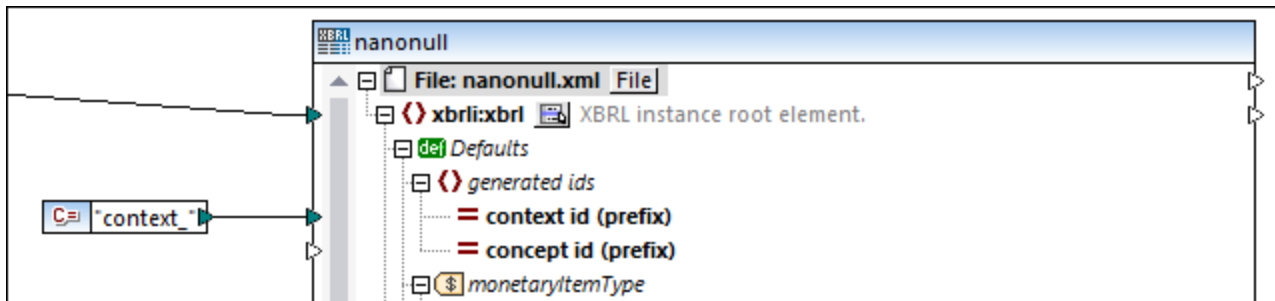 XBRL nanonull
File: nanonull.xml File
xbrli:xbrl XBRL instance root element.
def Defaults
generated ids
C= "context_" context id (prefix)
concept id (prefix)
$ monetaryItemType